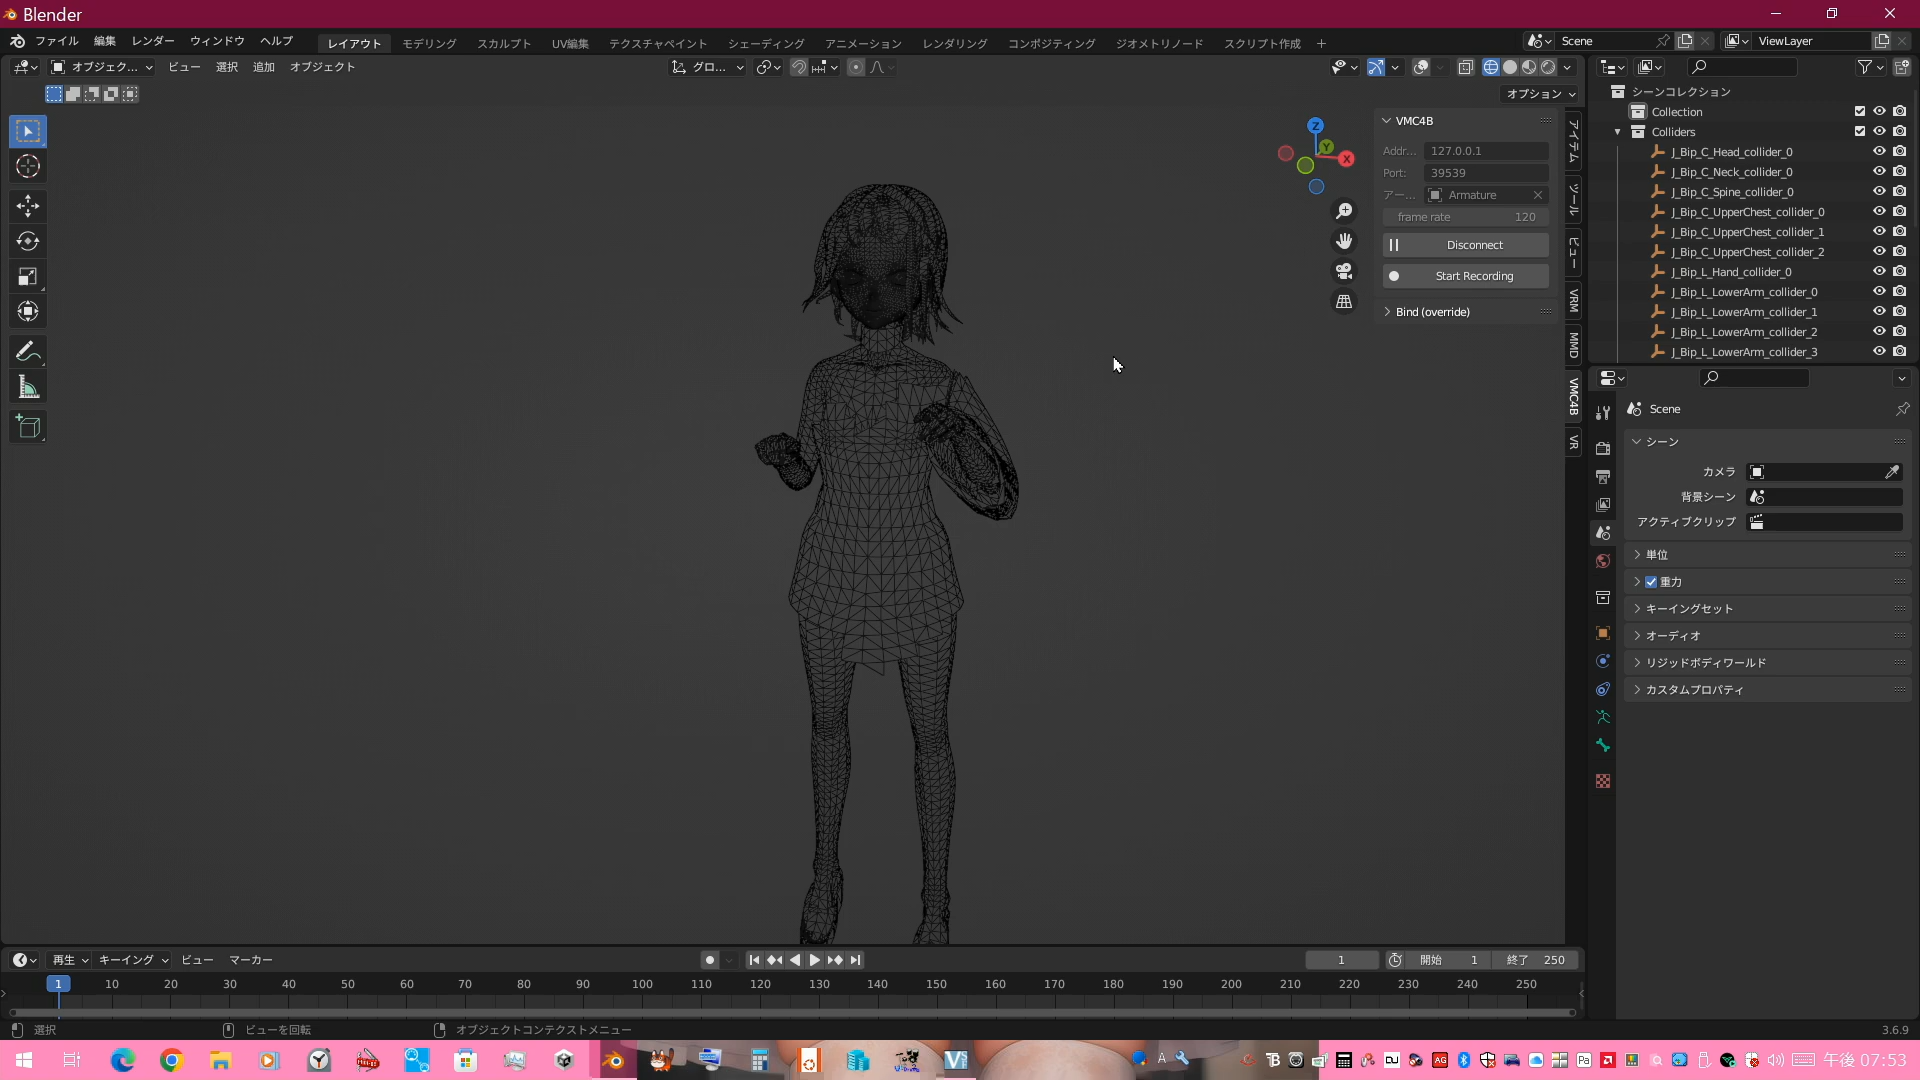 Blender
ファイル 編集 レンダー ウィンドウ ヘルプ レイアウト モデリング スカルプト UV編集 テクスチャペイント シェーディング アニメーション レンダリング コンポジティング ジオメトリノード スクリプト作成 + Scene ViewLayer
オブジェク... ビュー 選択 追加 オブジェクト グロ...
オプション
シーンコレクション
Collection
Colliders
J_Bip_C_Head_collider_0
J_Bip_C_Neck_collider_0
J_Bip_C_Spine_collider_0
J_Bip_C_UpperChest_collider_0
J_Bip_C_UpperChest_collider_1
J_Bip_C_UpperChest_collider_2
J_Bip_L_Hand_collider_0
J_Bip_L_LowerArm_collider_0
J_Bip_L_LowerArm_collider_1
J_Bip_L_LowerArm_collider_2
J_Bip_L_LowerArm_collider_3
Z
Y
X
VMC4B
Addr... 127.0.0.1
Port: 39539
アー... Armature
frame rate 120
Disconnect
Start Recording
Bind (override)
アイテム
ツール
ビュー
VRM
MMD
VMC4B
VR
Scene
シーン
カメラ
背景シーン
アクティブクリップ
単位
重力
キーイングセット
オーディオ
リジッドボディワールド
カスタムプロパティ
再生 キーイング ビュー マーカー 1 開始 1 終了 250
1 10 20 30 40 50 60 70 80 90 100 110 120 130 140 150 160 170 180 190 200 210 220 230 240 250
選択 ビューを回転 オブジェクトコンテクストメニュー 3.6.9
A 午後 07:53